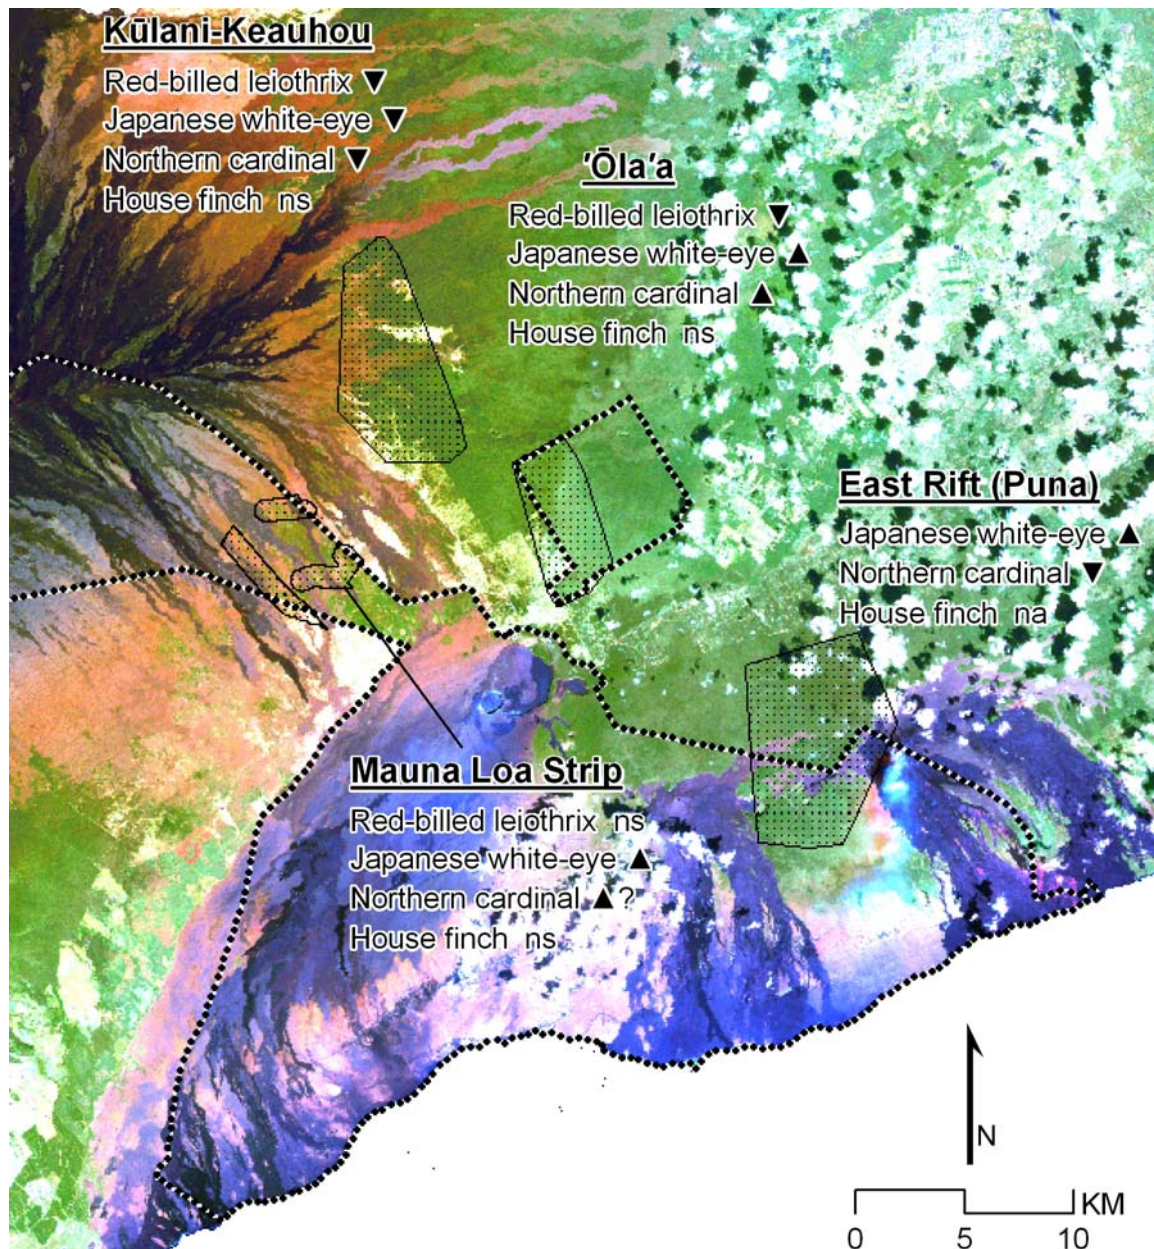 Kūlani-Keauhou
Red-billed leiothrix ▼
Japanese white-eye ▼
Northern cardinal ▼
House finch ns
'Ōla'a
Red-billed leiothrix ▼
Japanese white-eye ▲
Northern cardinal ▲
House finch ns
East Rift (Puna)
Japanese white-eye ▲
Northern cardinal ▼
House finch na
Mauna Loa Strip
Red-billed leiothrix ns
Japanese white-eye ▲
Northern cardinal ▲?
House finch ns
N
KM
0 5 10